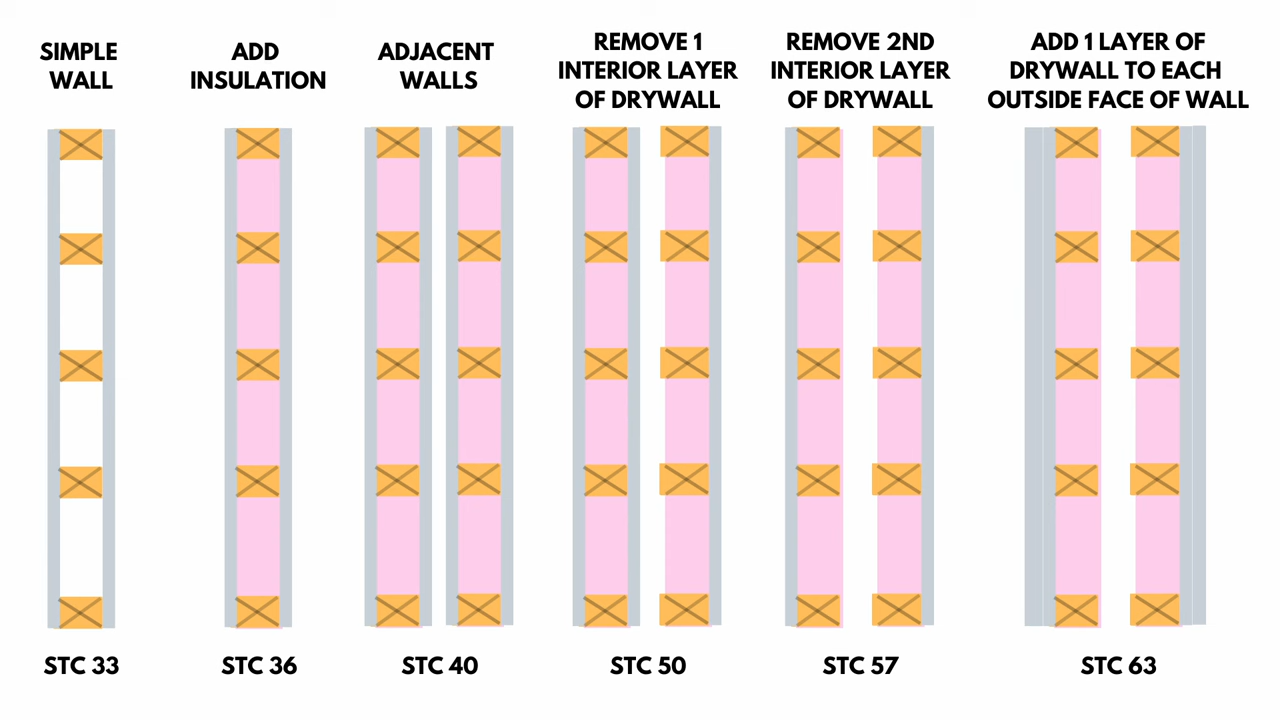 SIMPLE
WALL
ADD
INSULATION
ADJACENT
WALLS
REMOVE 1
INTERIOR LAYER
OF DRYWALL
REMOVE 2ND
INTERIOR LAYER
OF DRYWALL
ADD 1 LAYER OF
DRYWALL TO EACH
OUTSIDE FACE OF WALL
STC 33
STC 36
STC 40
STC 50
STC 57
STC 63